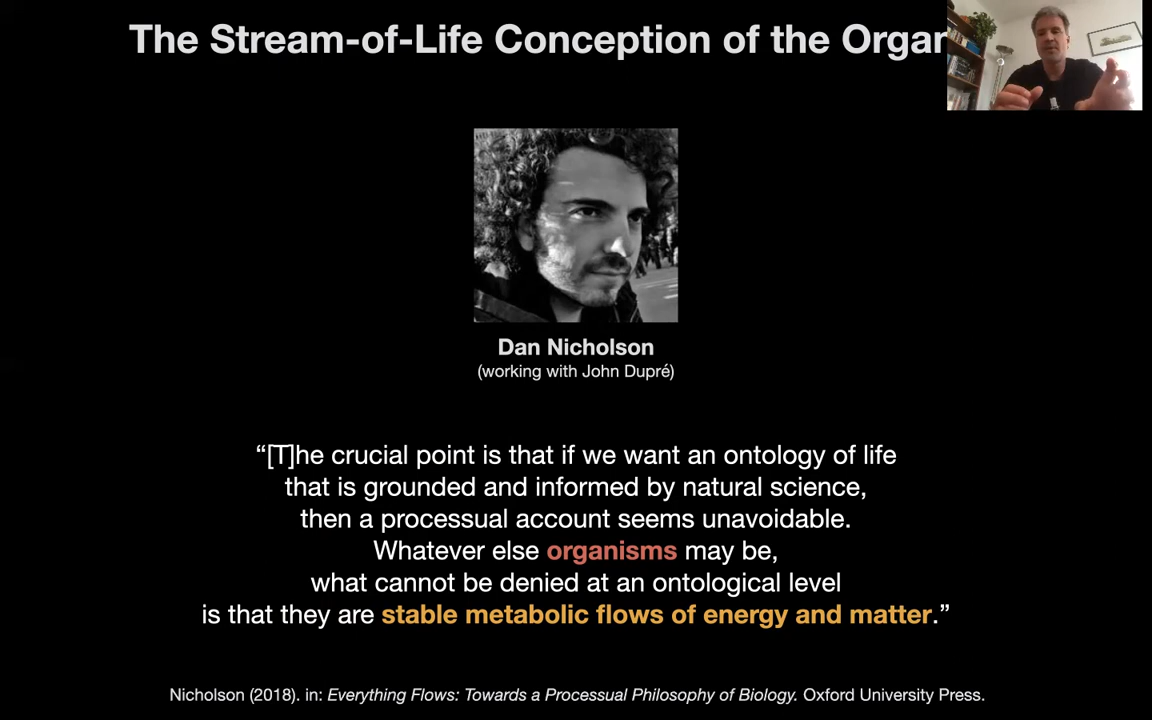 The Stream-of-Life Conception of the Organ
Dan Nicholson
(working with John Dupré)
“[T]he crucial point is that if we want an ontology of life
that is grounded and informed by natural science,
then a processual account seems unavoidable.
Whatever else organisms may be,
what cannot be denied at an ontological level
is that they are stable metabolic flows of energy and matter.”
Nicholson (2018). in: Everything Flows: Towards a Processual Philosophy of Biology. Oxford University Press.